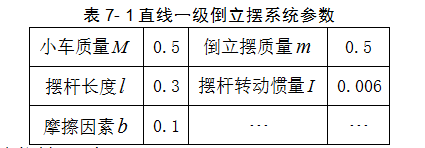 表 7- 1 直线一级倒立摆系统参数
小车质量M 0.5 倒立摆质量m 0.5
摆杆长度l 0.3 摆杆转动惯量I 0.006
摩擦因素b 0.1 … …